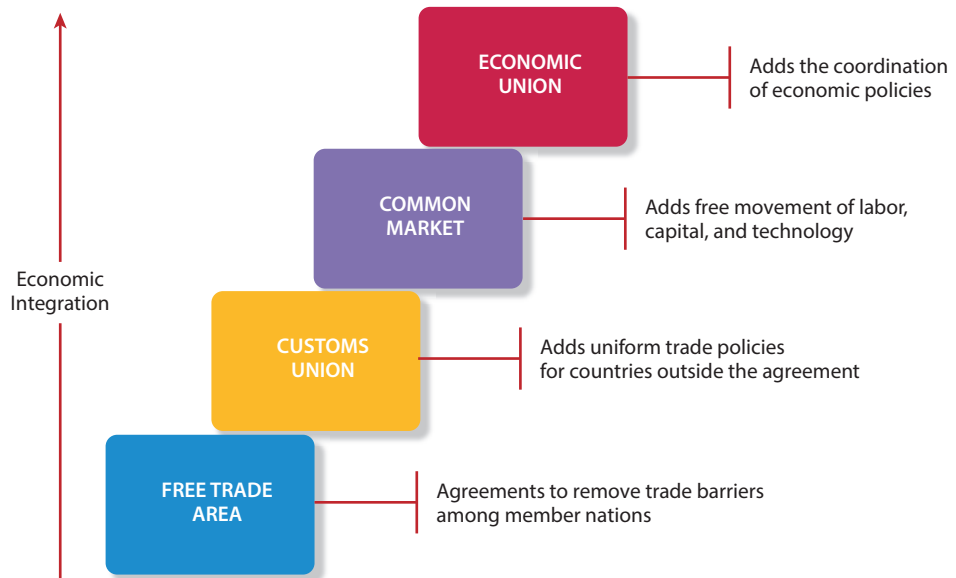 ECONOMIC
UNION
Adds the coordination
of economic policies
COMMON
MARKET
Adds free movement of labor,
capital, and technology
Economic
Integration
CUSTOMS
UNION
Adds uniform trade policies
for countries outside the agreement
FREE TRADE
AREA
Agreements to remove trade barriers
among member nations